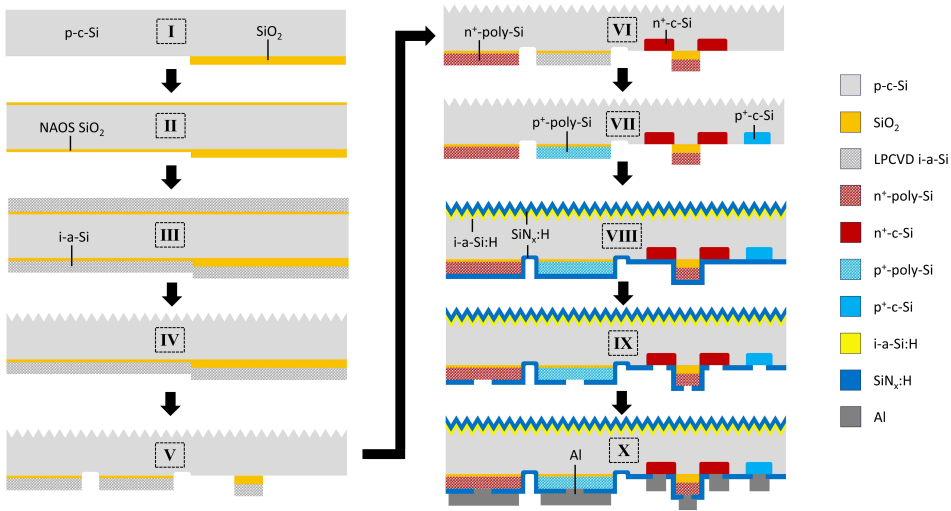 p-c-Si
I
SiO₂
NAOS SiO₂
II
i-a-Si
III
IV
V
n⁺-poly-Si
VI
n⁺-c-Si
p⁺-poly-Si
VII
p⁺-c-Si
i-a-Si:H
SiNₓ:H
VIII
IX
Al
X
p-c-Si
SiO₂
LPCVD i-a-Si
n⁺-poly-Si
n⁺-c-Si
p⁺-poly-Si
p⁺-c-Si
i-a-Si:H
SiNₓ:H
Al